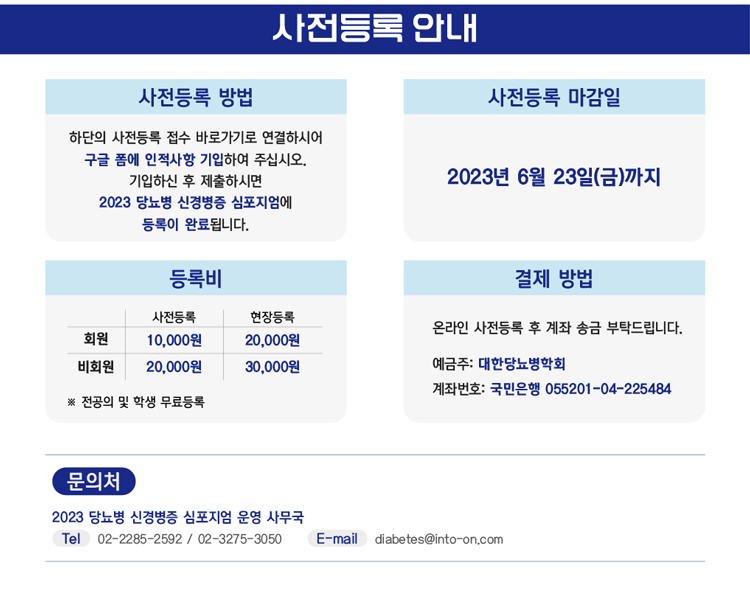 사전등록 안내
사전등록 방법
하단의 사전등록 접수 바로가기로 연결하시어
구글 폼에 인적사항 기입하여 주십시오.
기입하신 후 제출하시면
2023 당뇨병 신경병증 심포지엄에
등록이 완료됩니다.
사전등록 마감일
2023년 6월 23일(금)까지
등록비
사전등록 현장등록
회원 10,000원 20,000원
비회원 20,000원 30,000원
※ 전공의 및 학생 무료등록
결제 방법
온라인 사전등록 후 계좌 송금 부탁드립니다.
예금주: 대한당뇨병학회
계좌번호: 국민은행 055201-04-225484
문의처
2023 당뇨병 신경병증 심포지엄 운영 사무국
Tel 02-2285-2592 / 02-3275-3050 E-mail diabetes@into-on.com